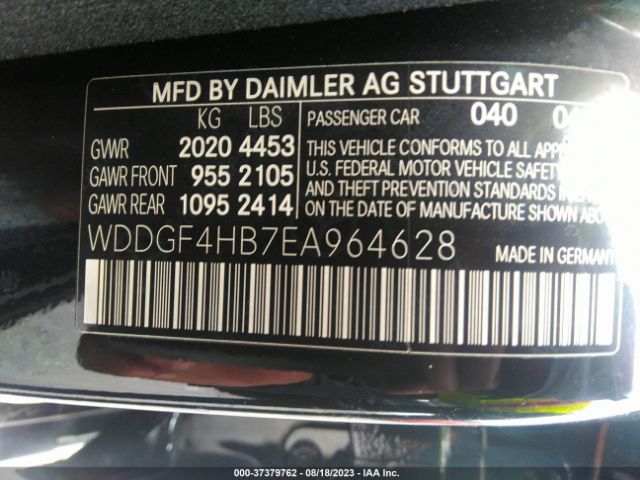 MFD BY DAIMLER AG STUTTGART
KG LBS
PASSENGER CAR 040
GVWR 2020 4453
GAWR FRONT 955 2105
GAWR REAR 1095 2414
THIS VEHICLE CONFORMS TO ALL
U.S. FEDERAL MOTOR VEHICLE SAFETY
AND THEFT PREVENTION STANDARDS IN
ON THE DATE OF MANUFACTURE SHOWN
WDDGF4HB7EA964628
MADE IN GERMANY
000-37379762 - 08/18/2023 - IAA Inc.